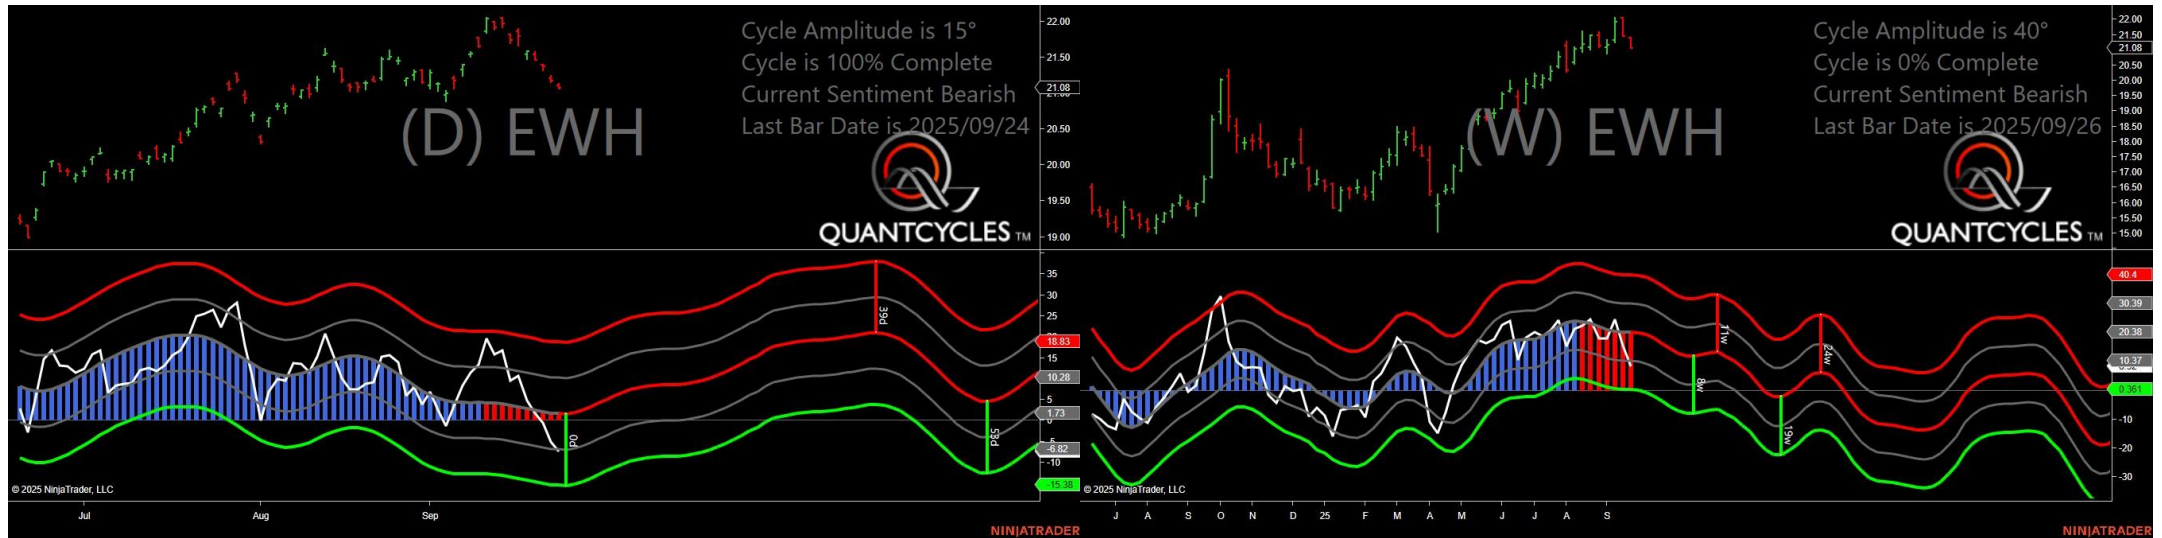 Cycle Amplitude is 15°
Cycle is 100% Complete
Current Sentiment Bearish
Last Bar Date is 2025/09/24
(D) EWH
QUANTCYCLES TM
22.00
21.50
21.08
20.50
20.00
19.50
19.00
39d
53d
0d
35
30
25
18.83
15
10.28
5
1.73
0
-6.82
-10
-15.38
© 2025 NinjaTrader, LLC
Jul Aug Sep
NINJATRADER
Cycle Amplitude is 40°
Cycle is 0% Complete
Current Sentiment Bearish
Last Bar Date is 2025/09/26
(W) EWH
QUANTCYCLES TM
22.00
21.50
21.08
20.50
20.00
19.50
19.00
18.50
18.00
17.50
17.00
16.50
16.00
15.50
15.00
11w
24w
8w
19w
40.4
30.39
20.38
10.37
0.361
-10
-20
-30
© 2025 NinjaTrader, LLC
J A S O N D 25 F M A M J J A S
NINJATRADER